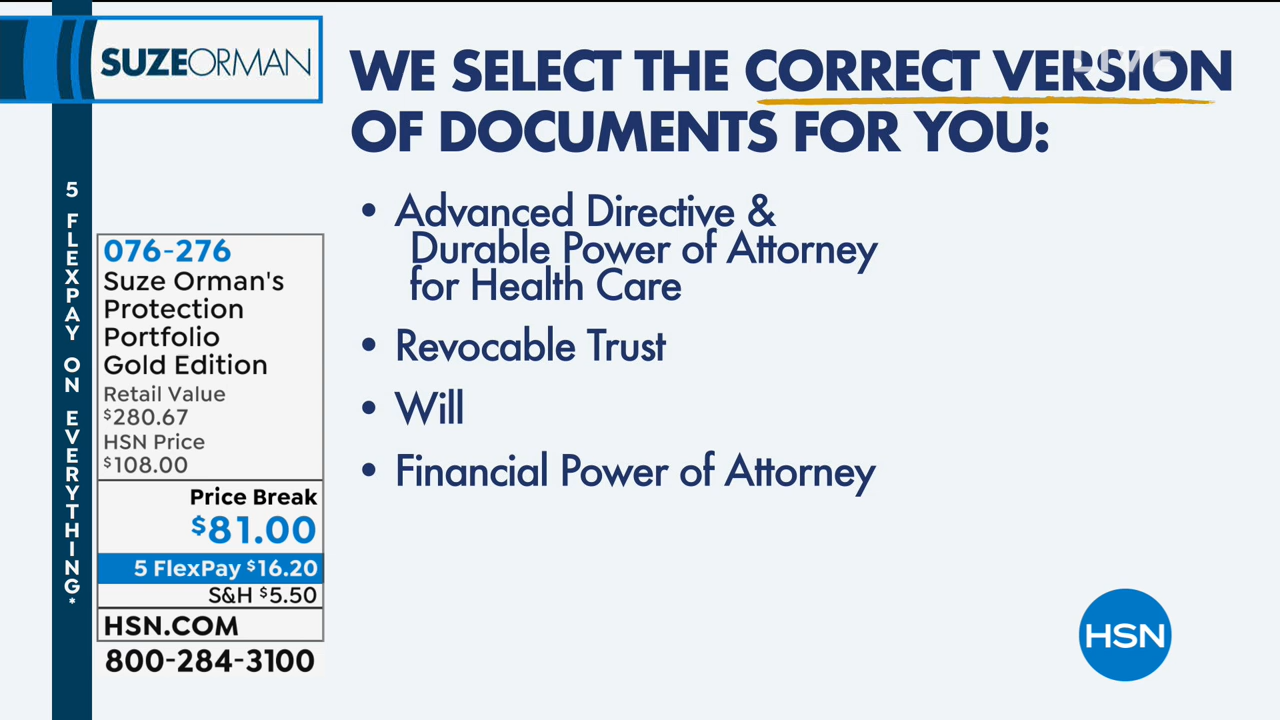 SUZEORMAN
WE SELECT THE CORRECT VERSION
OF DOCUMENTS FOR YOU:
LIVE
• Advanced Directive &
Durable Power of Attorney
for Health Care
• Revocable Trust
• Will
• Financial Power of Attorney
5 FLEXPAY ON EVERYTHING*
076-276
Suze Orman's
Protection
Portfolio
Gold Edition
Retail Value
$280.67
HSN Price
$108.00
Price Break
$81.00
5 FlexPay $16.20
S&H $5.50
HSN.COM
800-284-3100
HSN